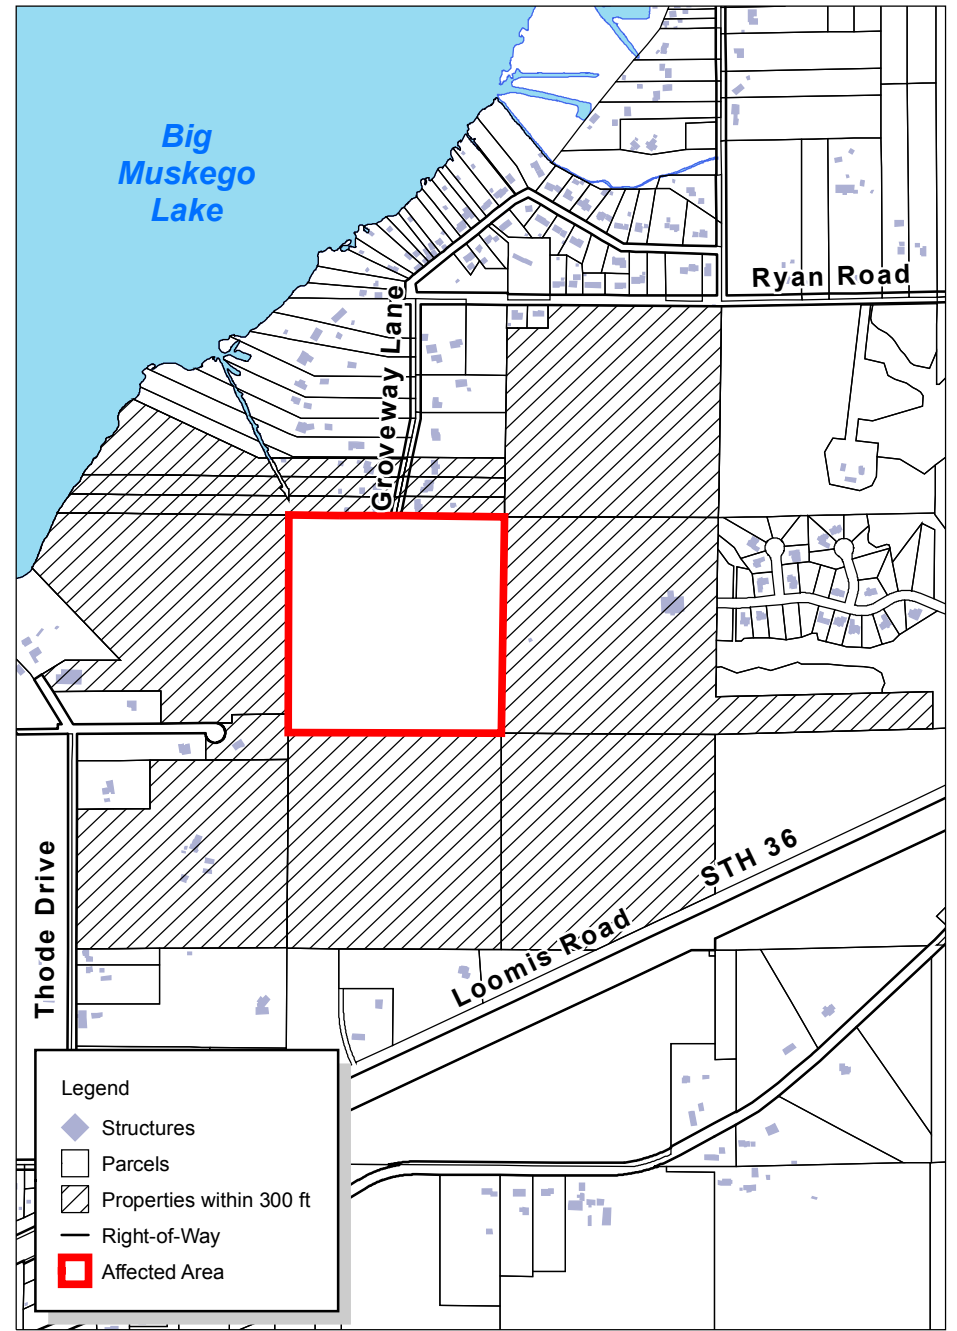 Big
Muskego
Lake
Ryan Road
Groveway Lane
STH 36
Loomis Road
Thode Drive
Legend
Structures
Parcels
Properties within 300 ft
Right-of-Way
Affected Area